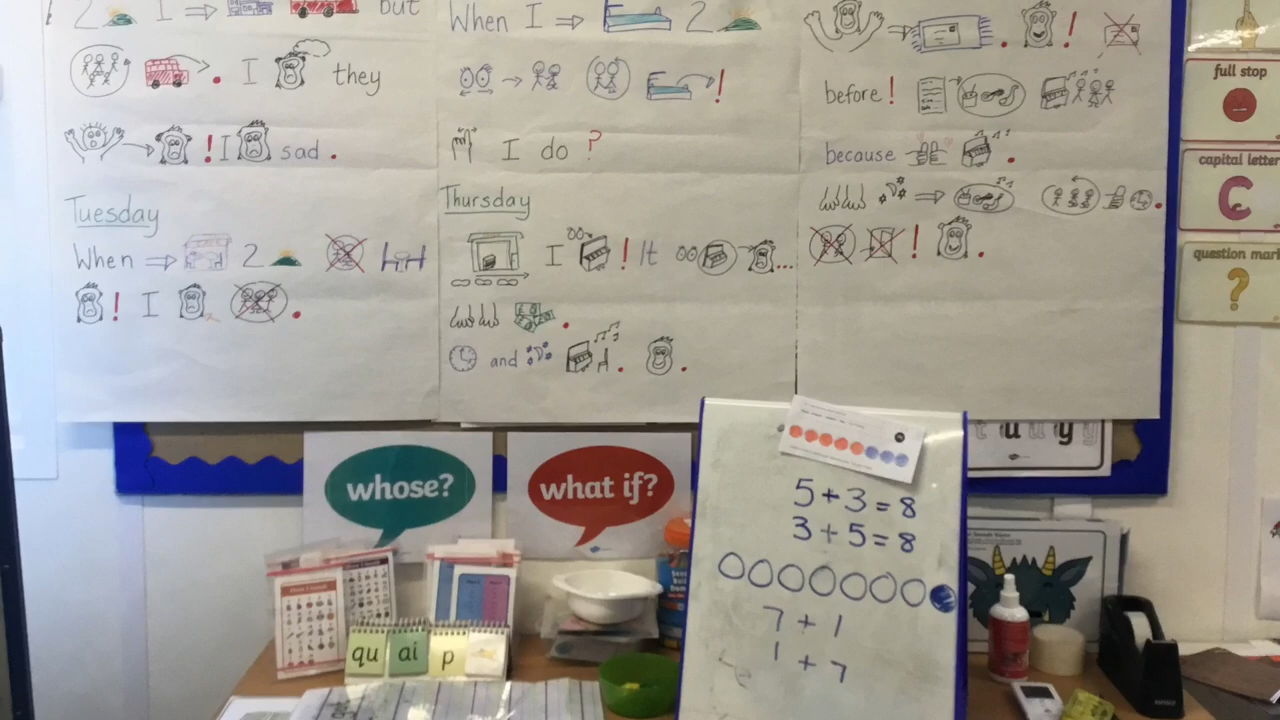 2 I but
. I they
! I sad .
Tuesday
When 2
! I .
When I 2
!
I do ?
Thursday
I ! It ...
.
and . .
. !
before !
because .
.
! .
full stop
capital letter
C
question mark
?
whose?
what if?
qu ai p
5 + 3 = 8
3 + 5 = 8
7 + 1
1 + 7